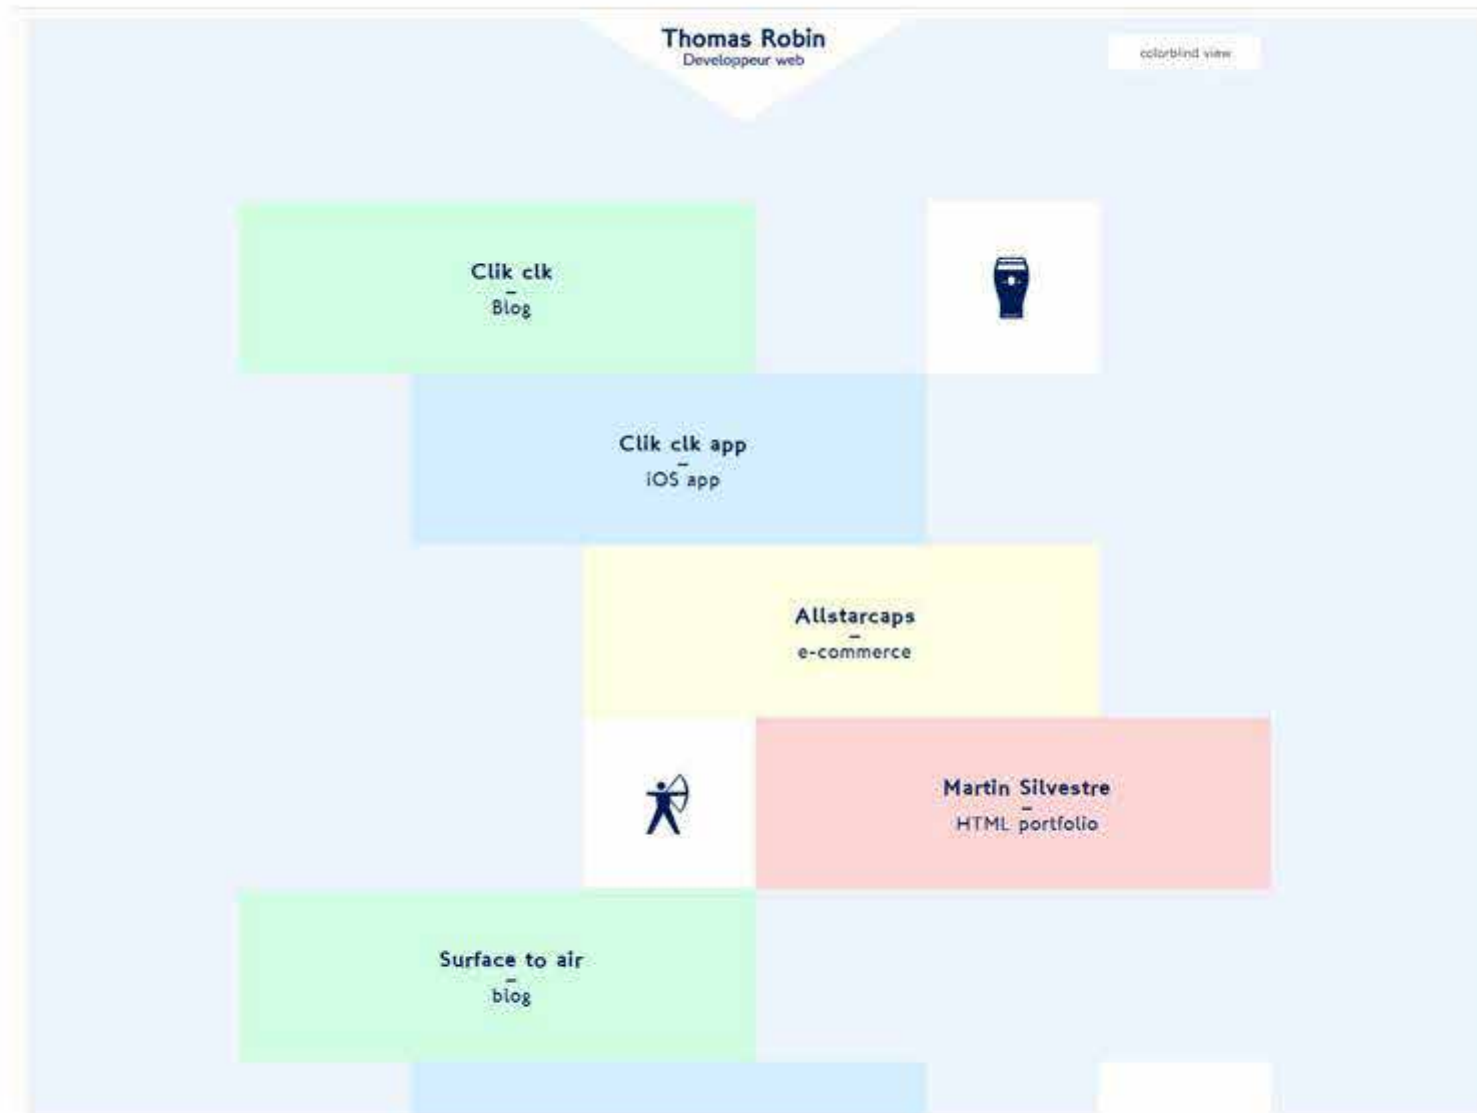 Thomas Robin
Developpeur web
colorblind view
Clik clk
–
Blog
Clik clk app
–
iOS app
Allstarcaps
–
e-commerce
Martin Silvestre
–
HTML portfolio
Surface to air
–
blog